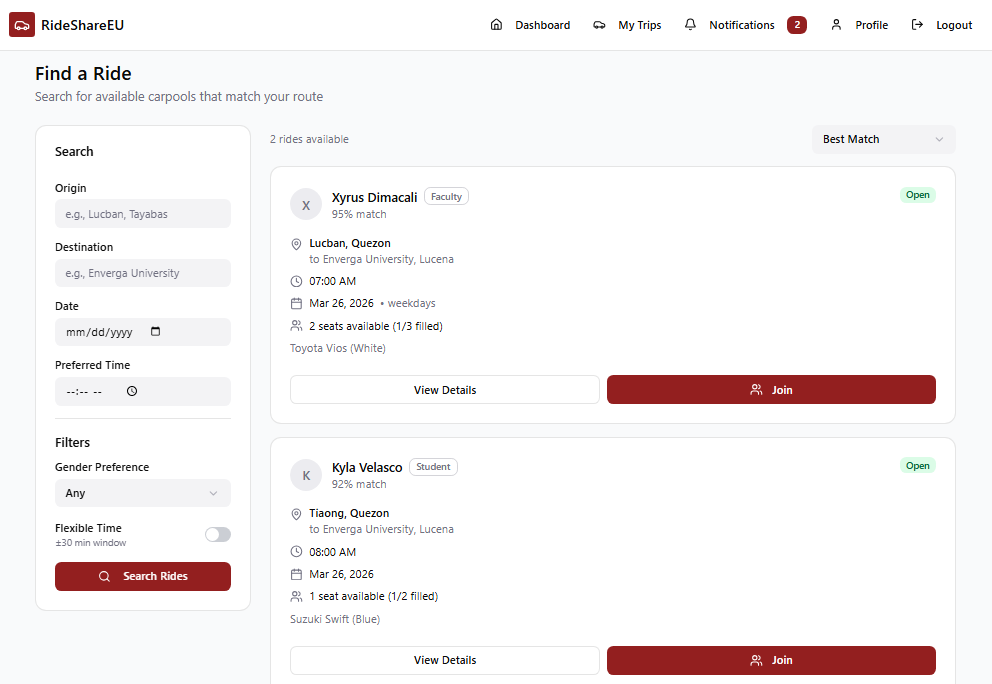 RideShareEU
Dashboard
My Trips
Notifications 2
Profile
Logout
Find a Ride
Search for available carpools that match your route
Search
Origin
e.g., Lucban, Tayabas
Destination
e.g., Enverga University
Date
mm/dd/yyyy
Preferred Time
--:-- --
Filters
Gender Preference
Any
Flexible Time
±30 min window
Search Rides
2 rides available
Best Match
X
Xyrus Dimacali Faculty
95% match
Open
Lucban, Quezon
to Enverga University, Lucena
07:00 AM
Mar 26, 2026 • weekdays
2 seats available (1/3 filled)
Toyota Vios (White)
View Details
Join
K
Kyla Velasco Student
92% match
Open
Tiaong, Quezon
to Enverga University, Lucena
08:00 AM
Mar 26, 2026
1 seat available (1/2 filled)
Suzuki Swift (Blue)
View Details
Join